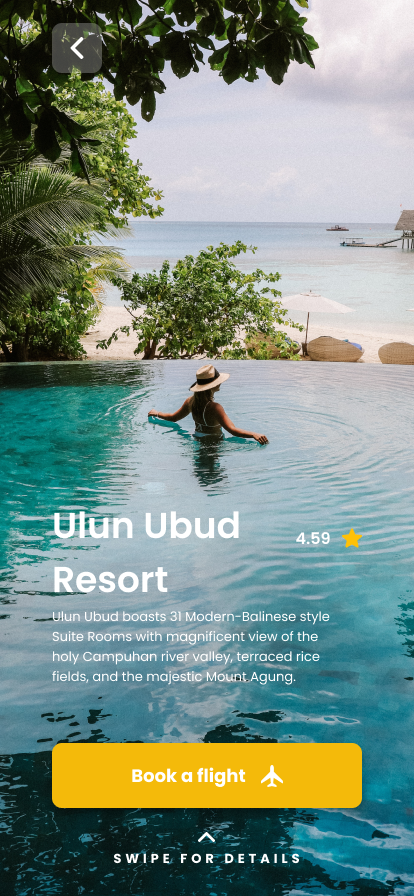 Ulun Ubud
Resort
4.59
Ulun Ubud boasts 31 Modern-Balinese style
Suite Rooms with magnificent view of the
holy Campuhan river valley, terraced rice
fields, and the majestic Mount Agung.
Book a flight
SWIPE FOR DETAILS